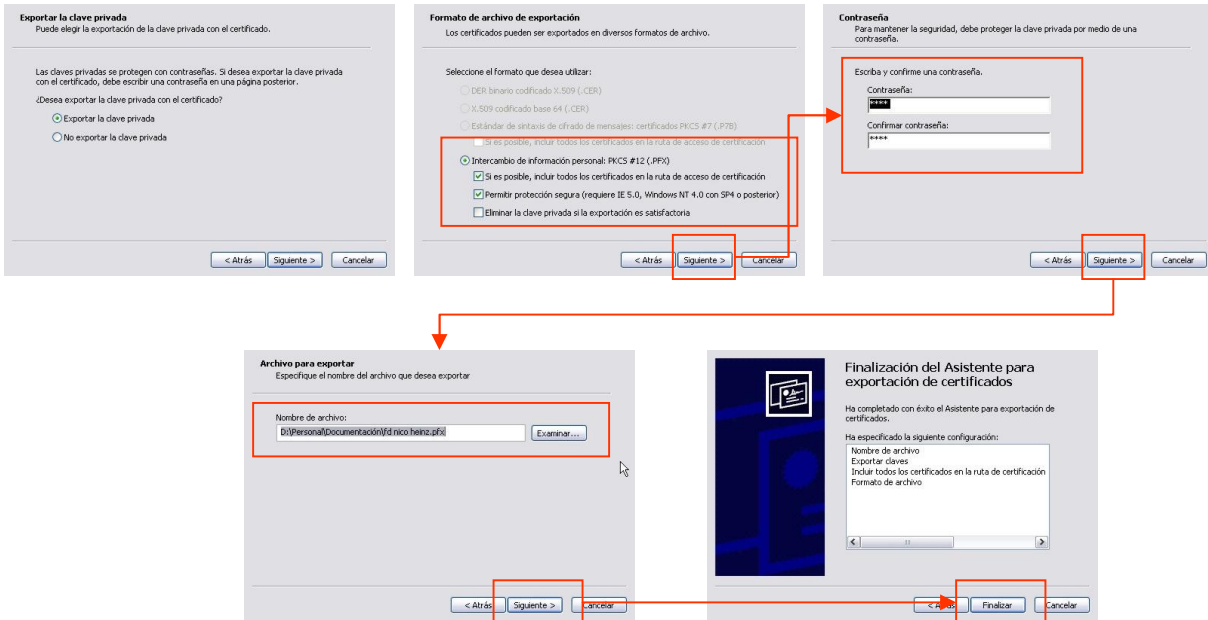 Exportar la clave privada
Puede elegir la exportación de la clave privada con el certificado.
Las claves privadas se protegen con contraseñas. Si desea exportar la clave privada
con el certificado, debe escribir una contraseña en una página posterior.
¿Desea exportar la clave privada con el certificado?
Exportar la clave privada
No exportar la clave privada
< Atrás
Siguiente >
Cancelar
Formato de archivo de exportación
Los certificados pueden ser exportados en diversos formatos de archivo.
Seleccione el formato que desea utilizar:
DER binario codificado X.509 (.CER)
X.509 codificado base 64 (.CER)
Estándar de sintaxis de cifrado de mensajes: certificados PKCS #7 (.P7B)
Si es posible, incluir todos los certificados en la ruta de acceso de certificación
Intercambio de información personal: PKCS #12 (.PFX)
Si es posible, incluir todos los certificados en la ruta de acceso de certificación
Permitir protección segura (requiere IE 5.0, Windows NT 4.0 con SP4 o posterior)
Eliminar la clave privada si la exportación es satisfactoria
< Atrás
Siguiente >
Cancelar
Contraseña
Para mantener la seguridad, debe proteger la clave privada por medio de una
contraseña.
Escriba y confirme una contraseña.
Contraseña:
****
Confirmar contraseña:
****
< Atrás
Siguiente >
Cancelar
Archivo para exportar
Especifique el nombre del archivo que desea exportar
Nombre de archivo:
D:\Personal\Documentación\fd nico heinz.pfx
Examinar...
< Atrás
Siguiente >
Cancelar
Finalización del Asistente para
exportación de certificados
Ha completado con éxito el Asistente para exportación de
certificados.
Ha especificado la siguiente configuración:
Nombre de archivo
Exportar claves
Incluir todos los certificados en la ruta de certificación
Formato de archivo
< Atrás
Finalizar
Cancelar